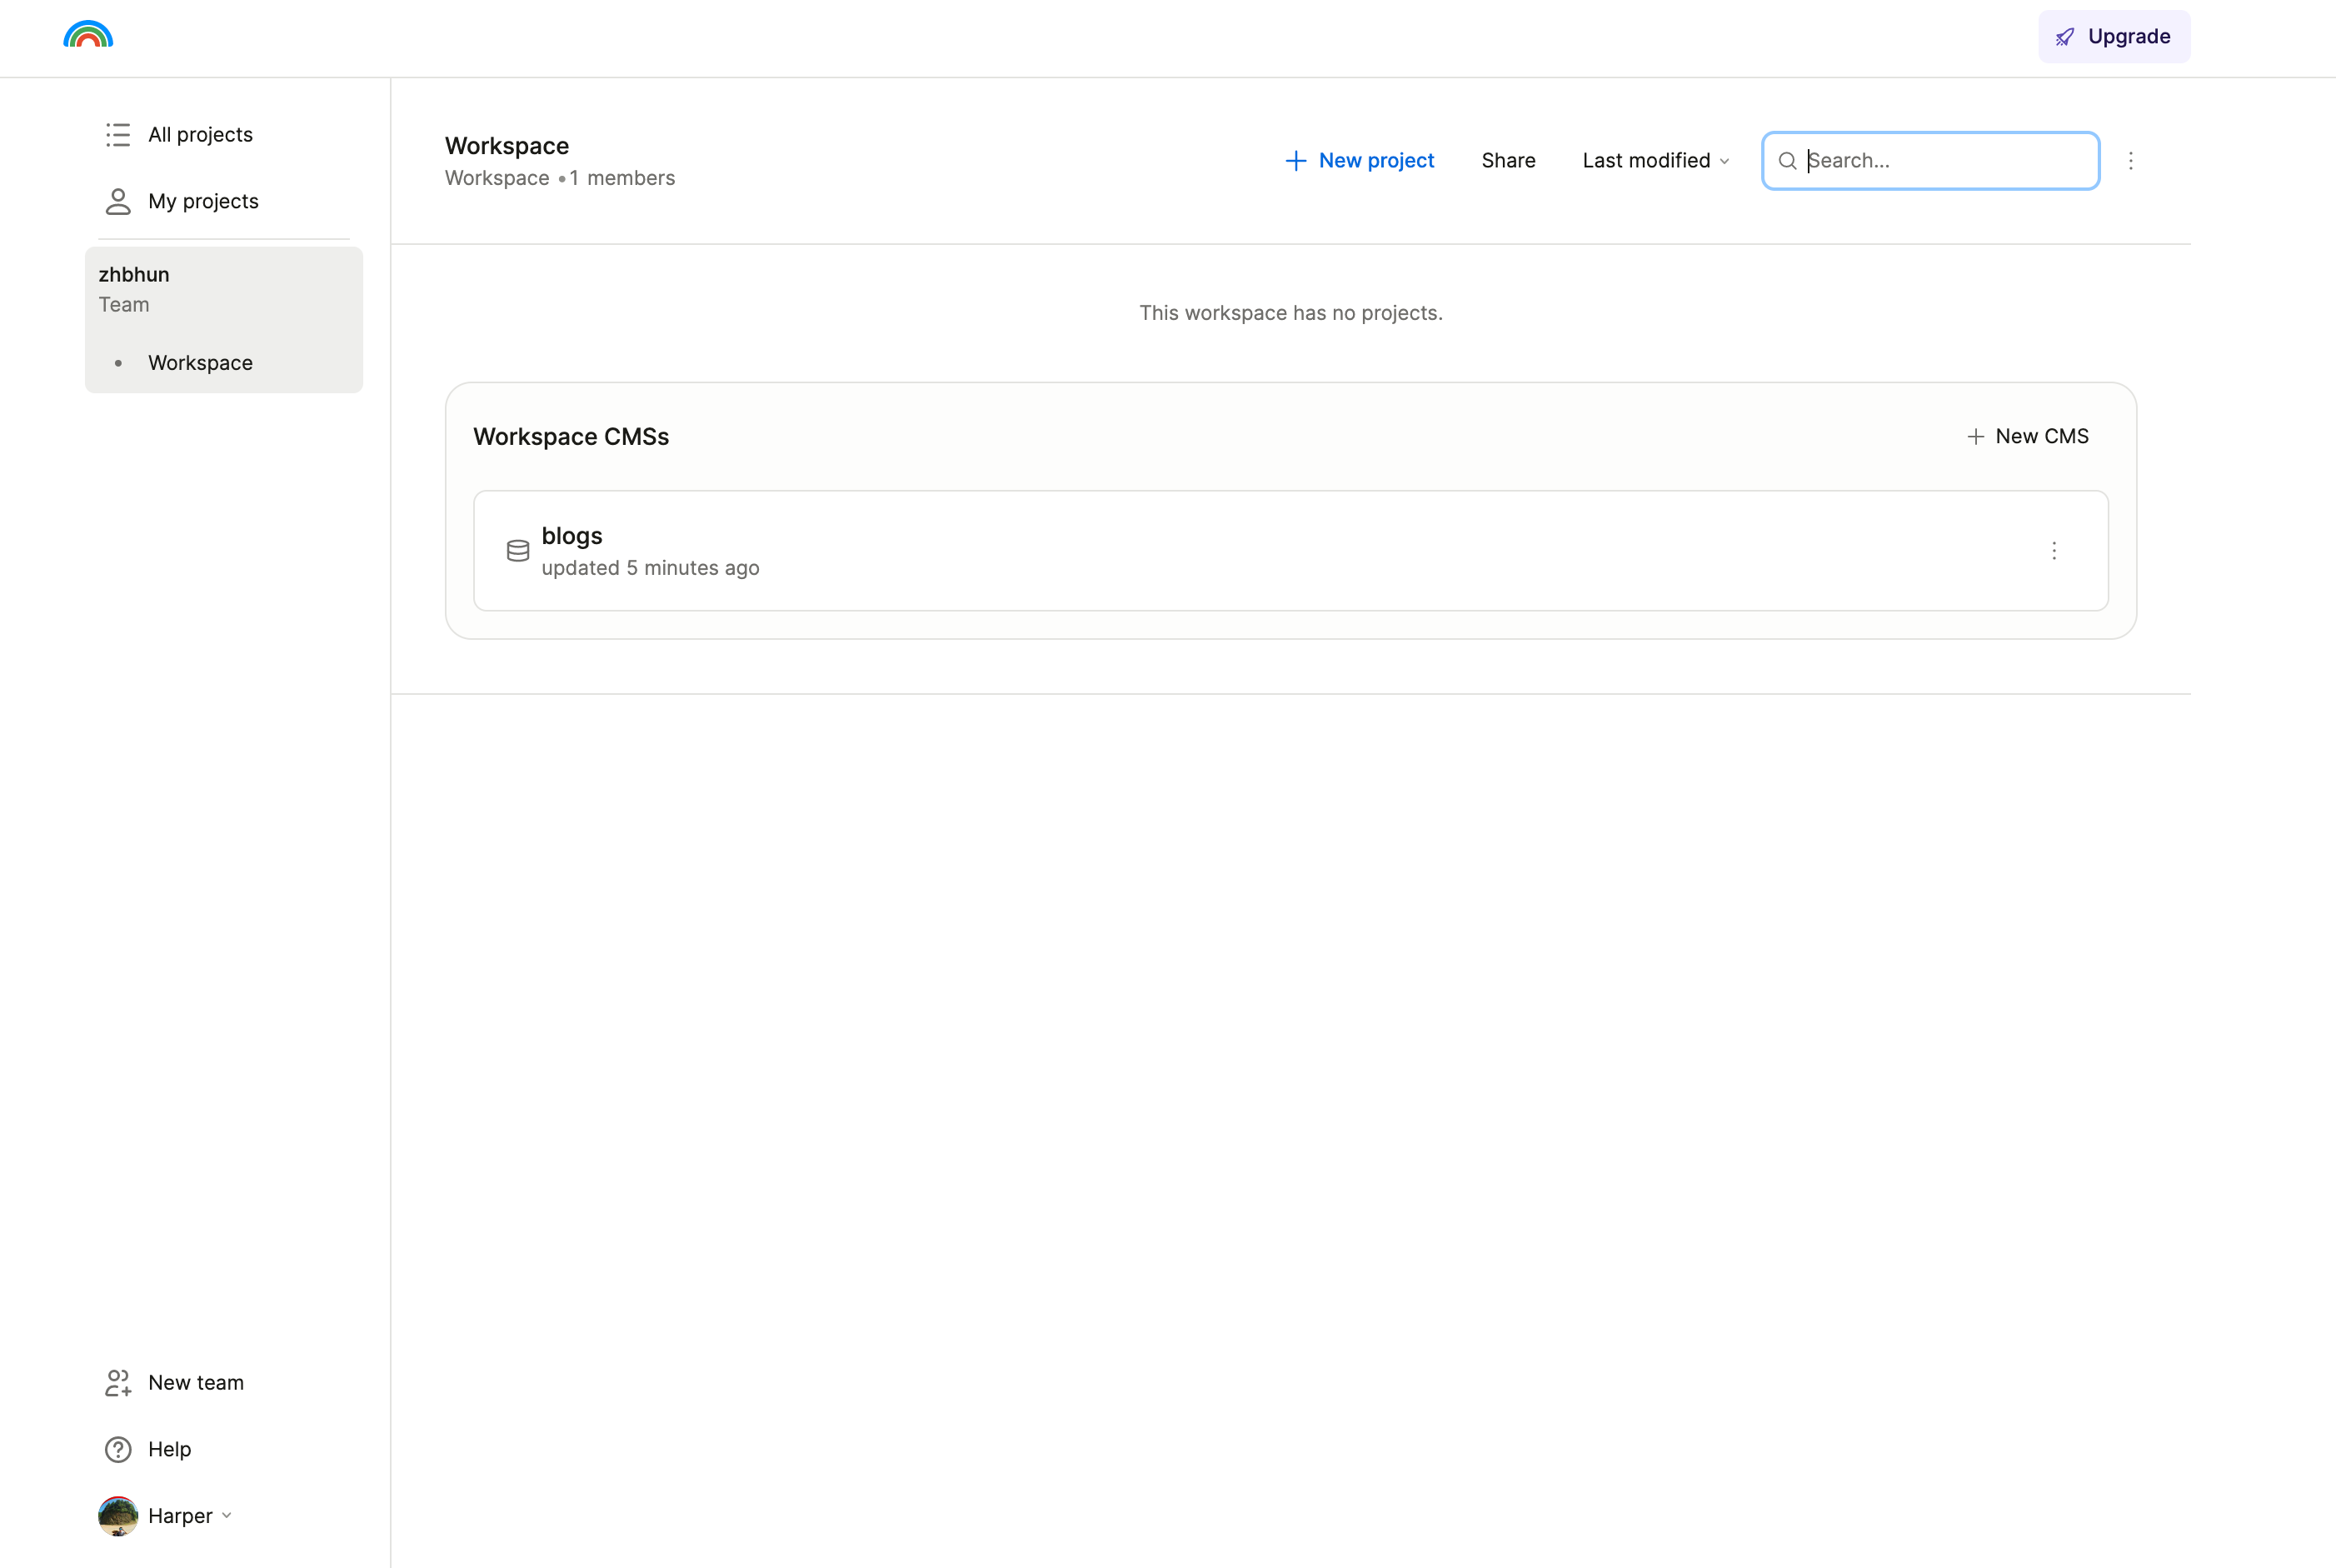 Upgrade
All projects
My projects
zhbhun
Team
Workspace
New team
Help
Harper
Workspace
Workspace • 1 members
New project
Share
Last modified
Search...
This workspace has no projects.
Workspace CMSs
New CMS
blogs
updated 5 minutes ago